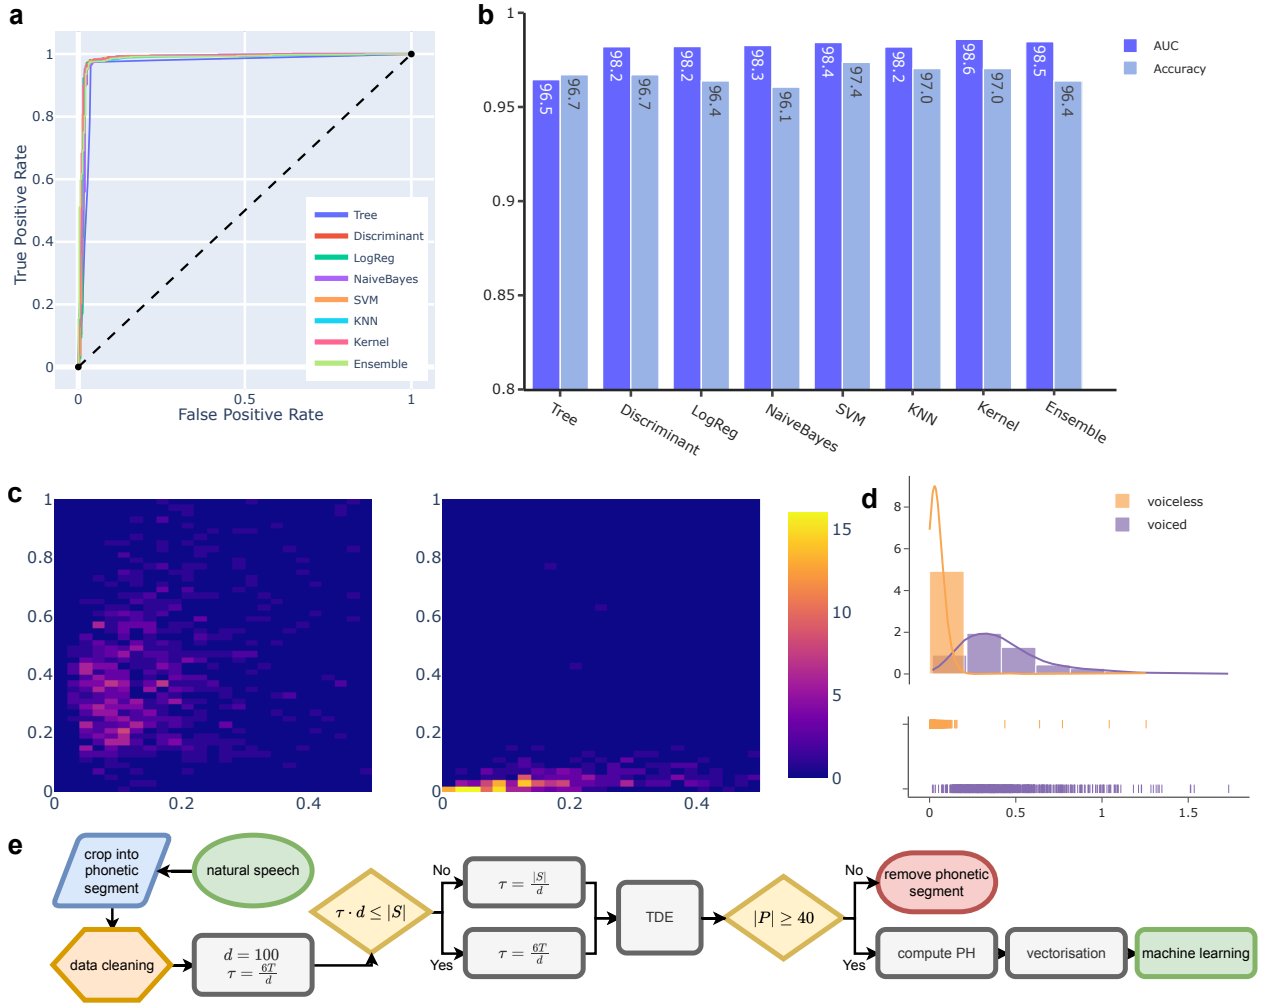 a
1
0.8
0.6
0.4
0.2
0
0
0.5
1
True Positive Rate
False Positive Rate
Tree
Discriminant
LogReg
NaiveBayes
SVM
KNN
Kernel
Ensemble
b
1
0.95
0.9
0.85
0.8
96.5
96.7
98.2
96.7
98.2
96.4
98.3
96.1
98.4
97.4
98.2
97.0
98.6
97.0
98.5
96.4
Tree
Discriminant
LogReg
NaiveBayes
SVM
KNN
Kernel
Ensemble
AUC
Accuracy
c
1
0.8
0.6
0.4
0.2
0
0
0.2
0.4
1
0.8
0.6
0.4
0.2
0
0.2
0.4
15
10
5
0
d
8
6
4
2
0
voiceless
voiced
0
0.5
1
1.5
e
crop into
phonetic
segment
natural speech
data cleaning
d = 100
τ = 6T/d
τ · d ≤ |S|
No
Yes
τ = |S|/d
τ = 6T/d
TDE
|P| ≥ 40
No
Yes
remove phonetic
segment
compute PH
vectorisation
machine learning